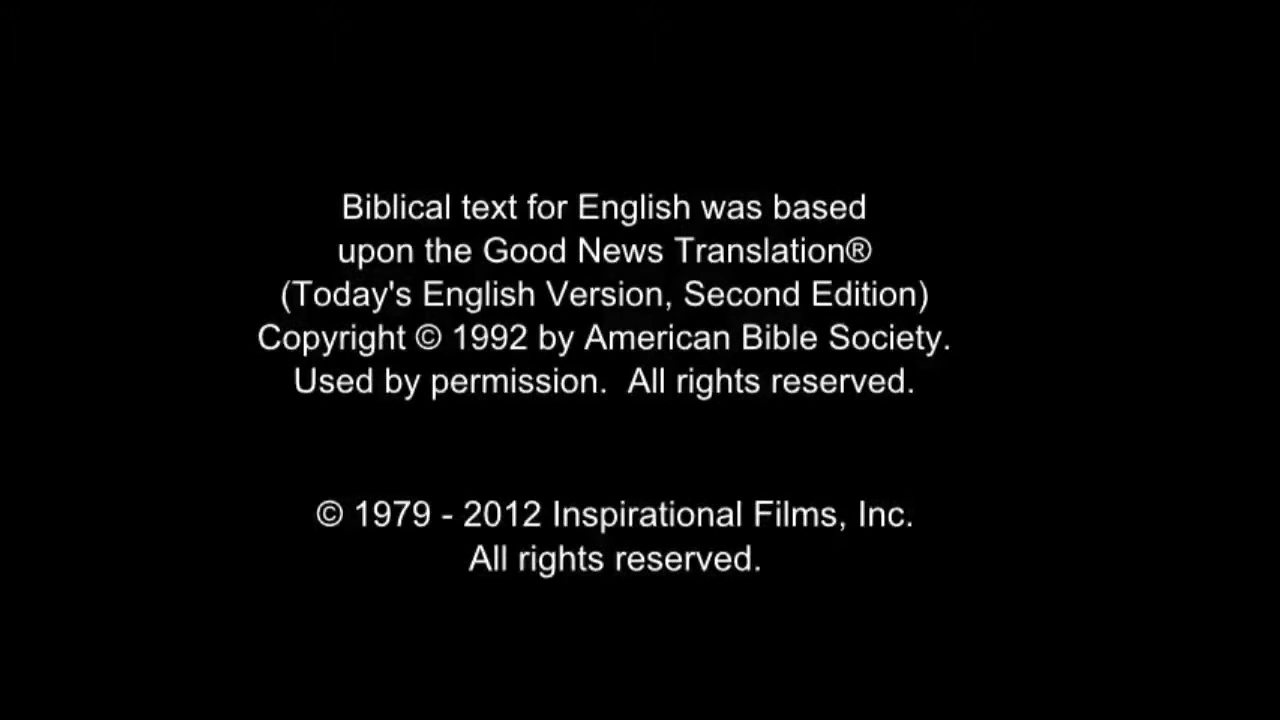 Biblical text for English was based
upon the Good News Translation®
(Today's English Version, Second Edition)
Copyright © 1992 by American Bible Society.
Used by permission.  All rights reserved.
© 1979 - 2012 Inspirational Films, Inc.
All rights reserved.